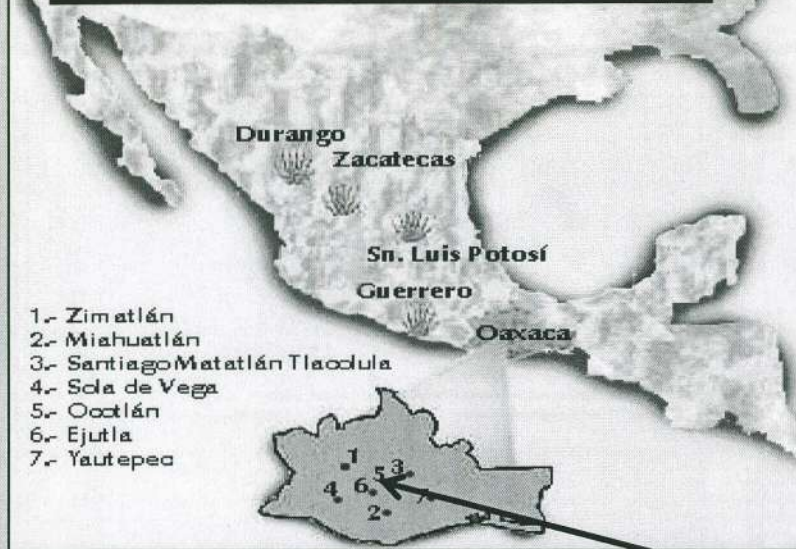 Durango
Zacatecas
Sn. Luis Potosí
Guerrero
Oaxaca
1.- Zimatlán
2.- Miahuatlán
3.- Santiago Matatlán Tlacolula
4.- Sola de Vega
5.- Ocotlán
6.- Ejutla
7.- Yautepec
1
3
5
6
4
7
2